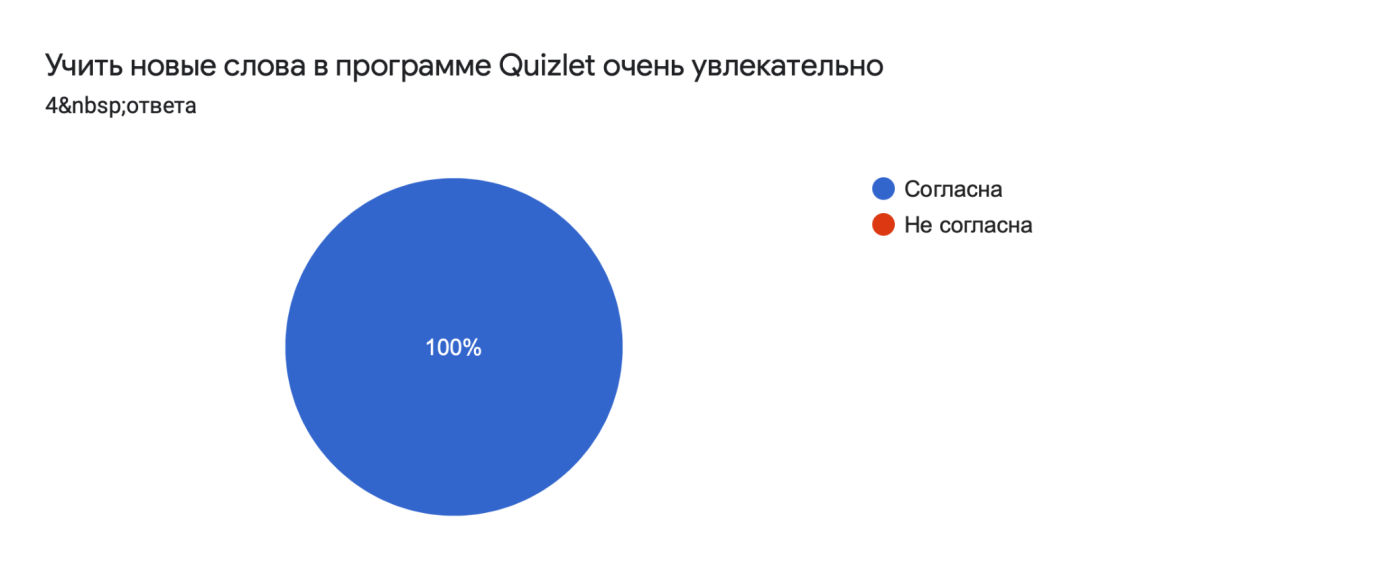 Учить новые слова в программе Quizlet очень увлекательно
4&nbsp;ответа
Согласна
Не согласна
100%